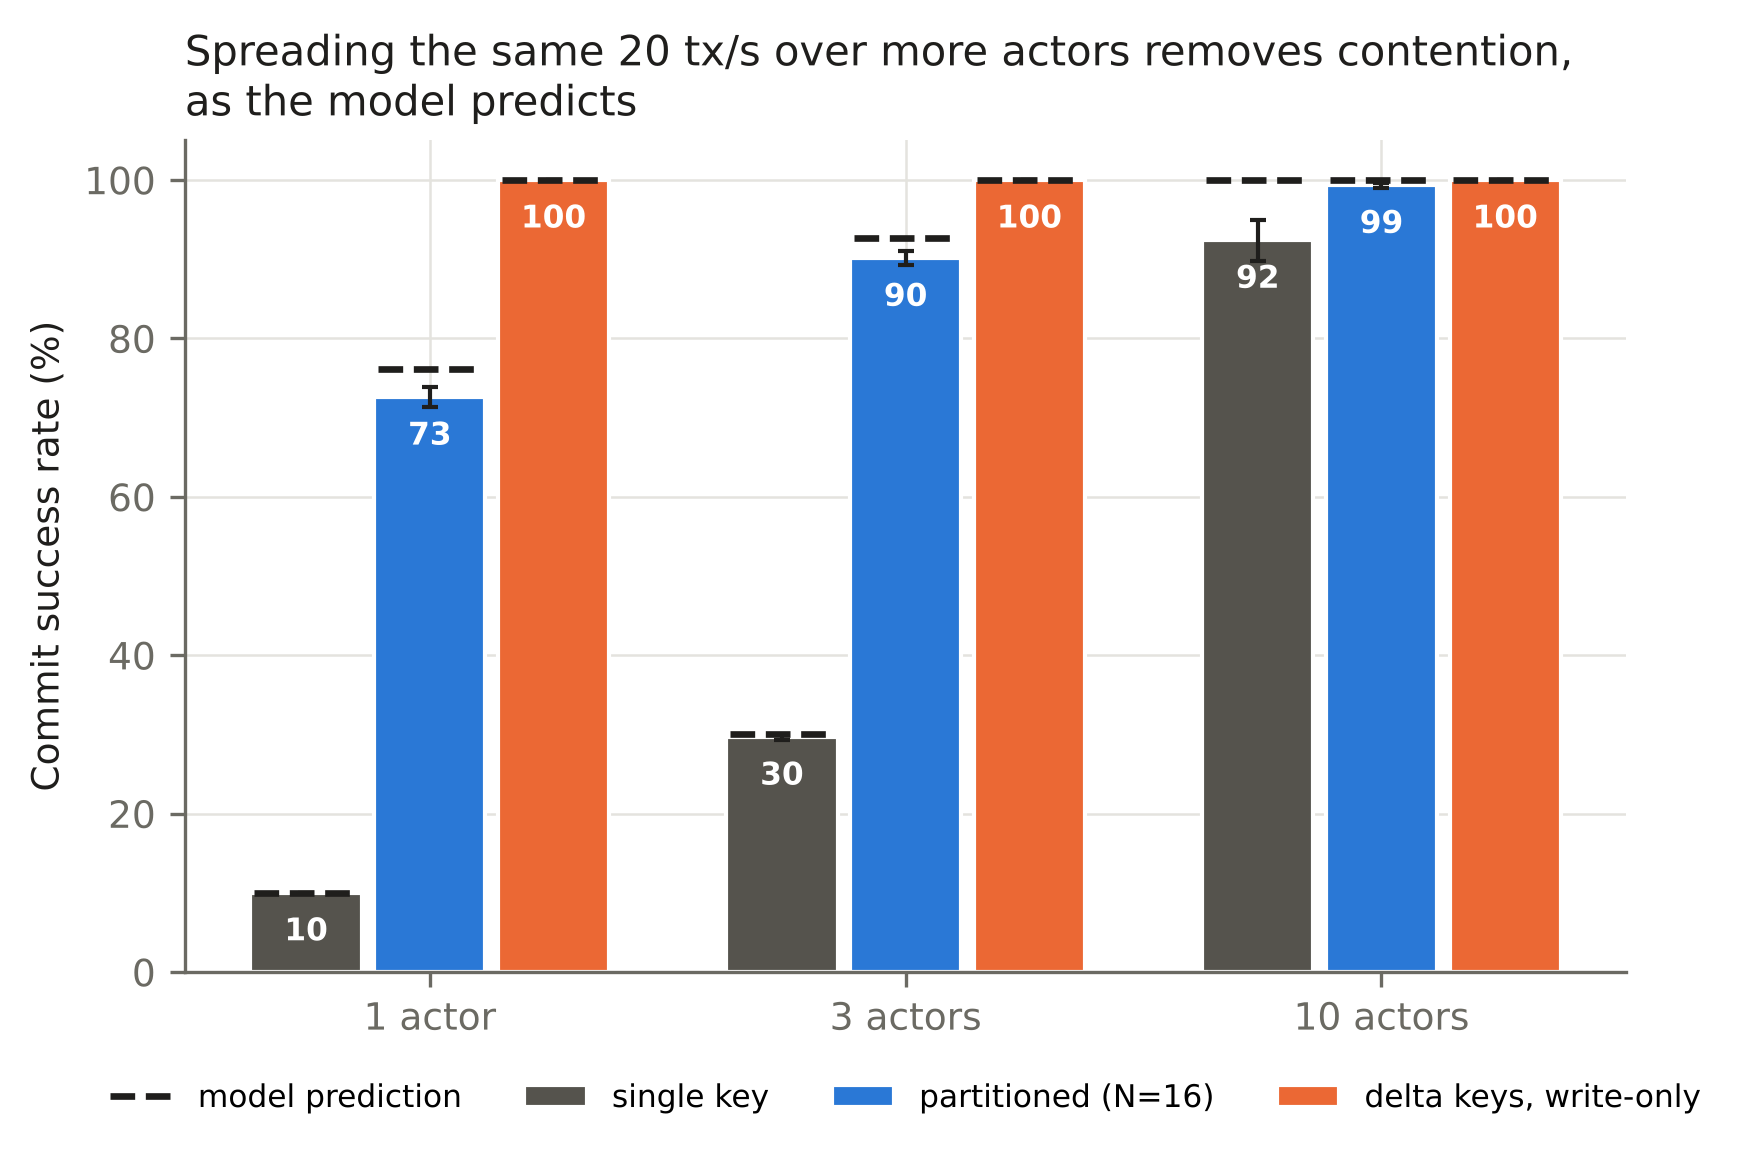 Spreading the same 20 tx/s over more actors removes contention,
as the model predicts
Commit success rate (%)
100
80
60
40
20
0
10
73
100
30
90
100
92
99
100
1 actor
3 actors
10 actors
model prediction
single key
partitioned (N=16)
delta keys, write-only